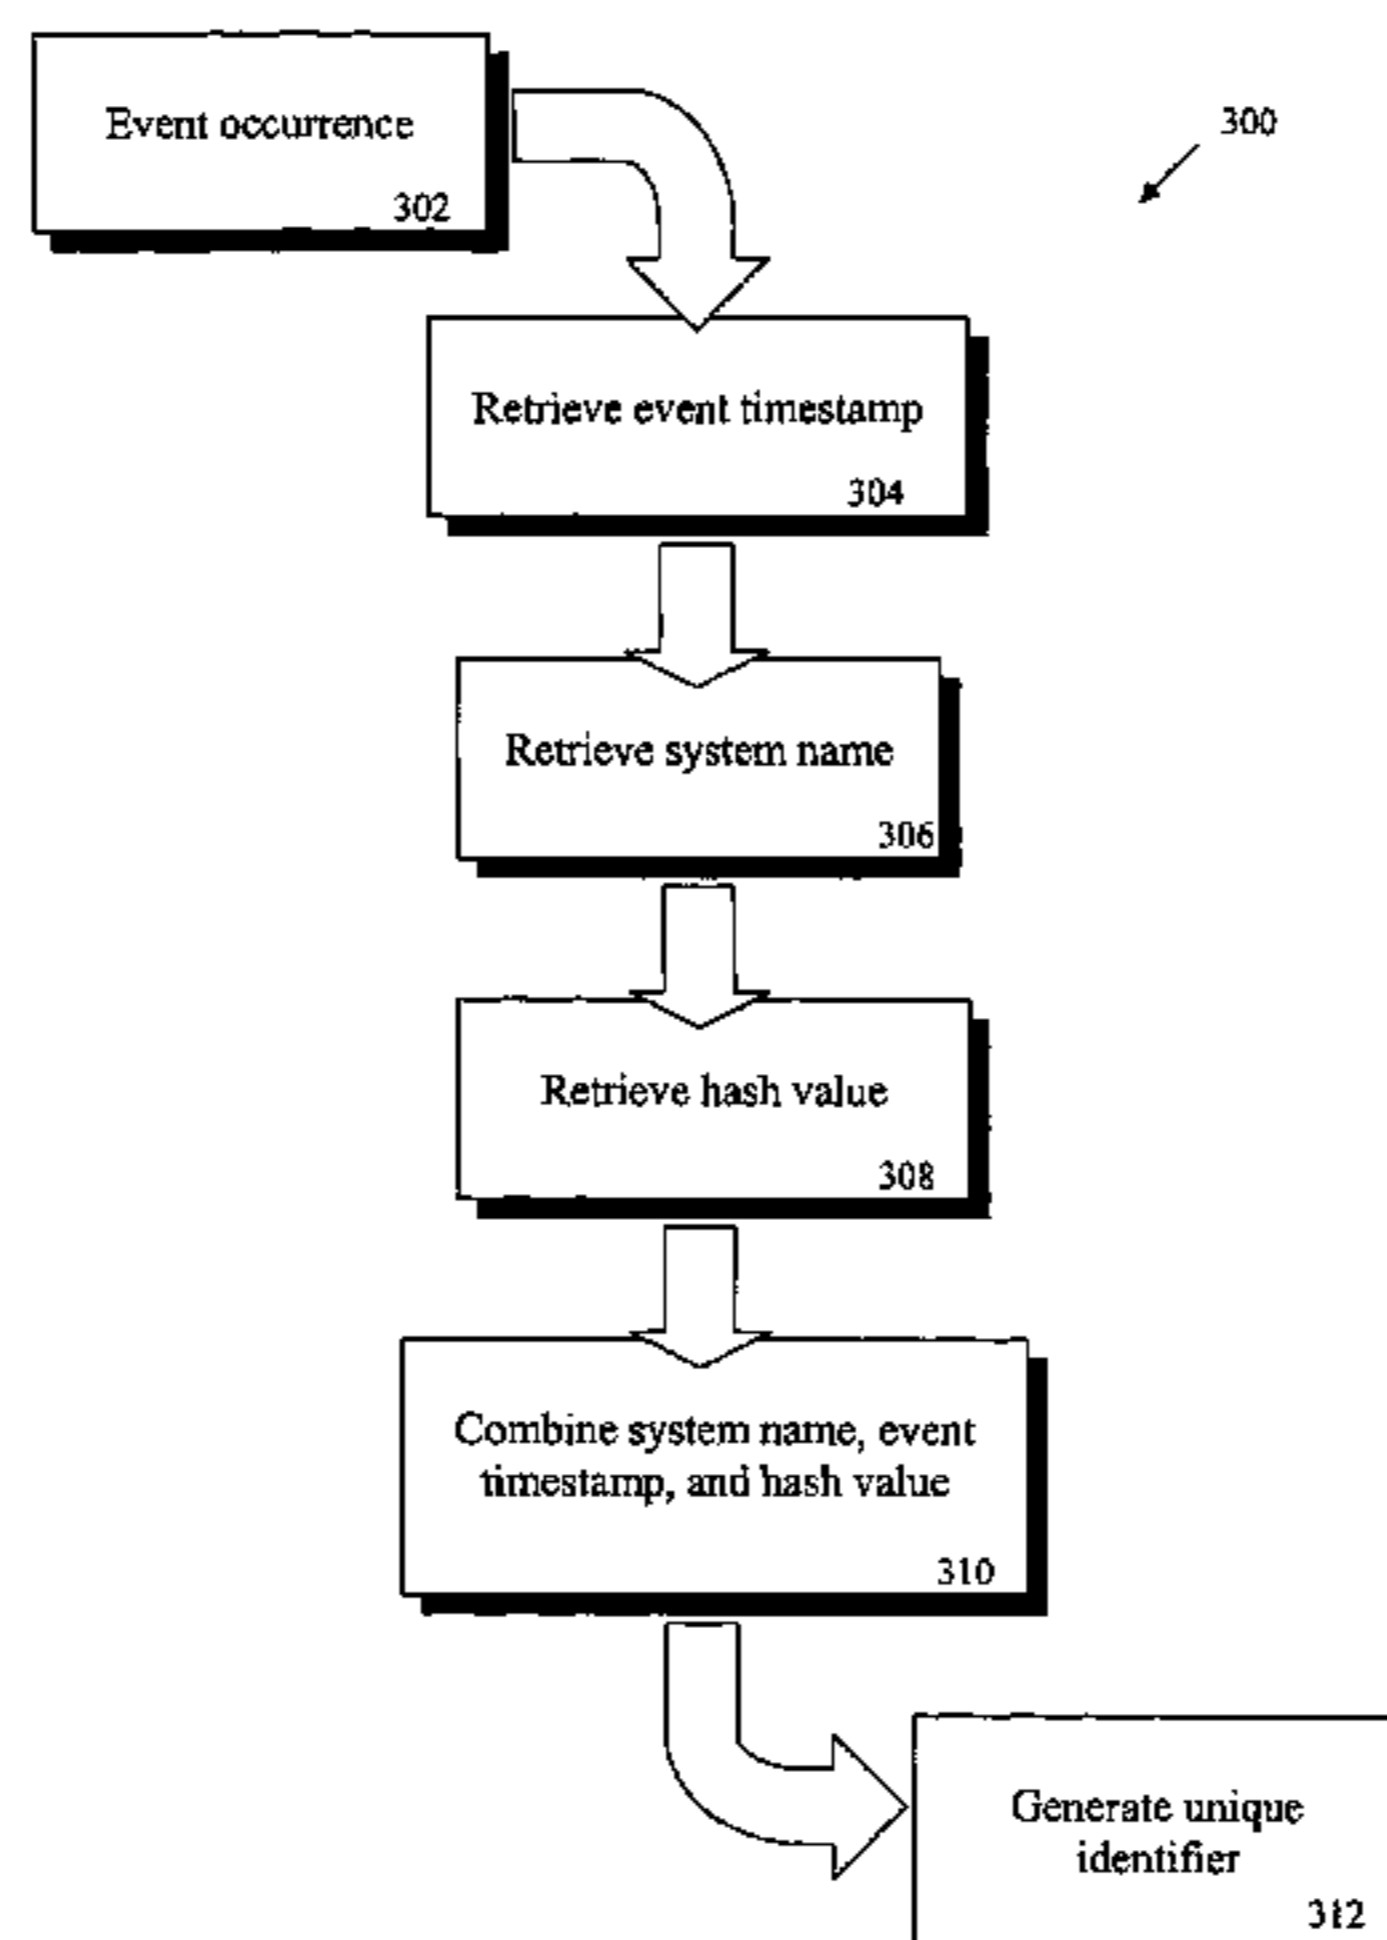 Event occurrence
302
300
Retrieve event timestamp
304
Retrieve system name
306
Retrieve hash value
308
Combine system name, event
timestamp, and hash value
310
Generate unique
identifier
312